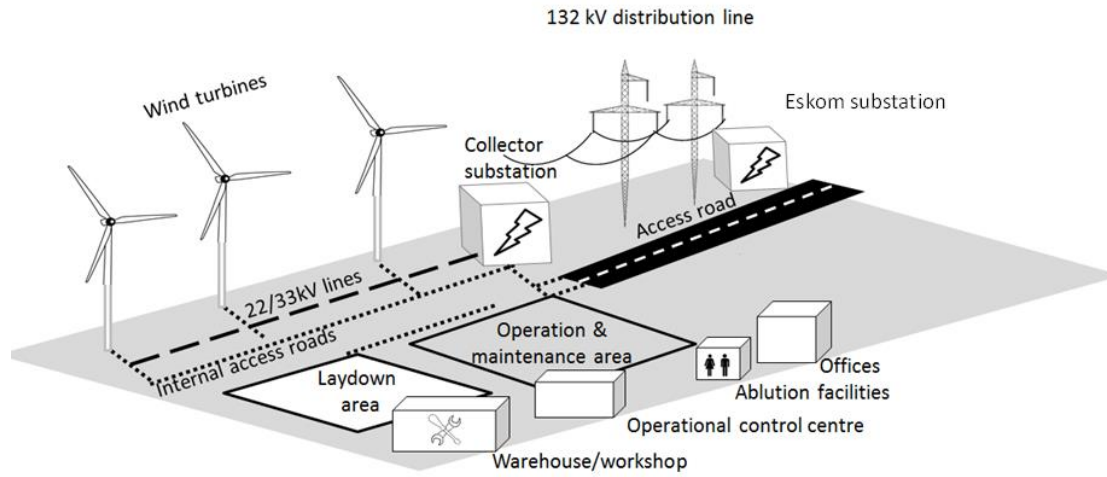 132 kV distribution line
Wind turbines
Eskom substation
Collector
substation
Access road
22/33kV lines
Internal access roads
Operation &
maintenance area
Laydown
area
Offices
Ablution facilities
Operational control centre
Warehouse/workshop